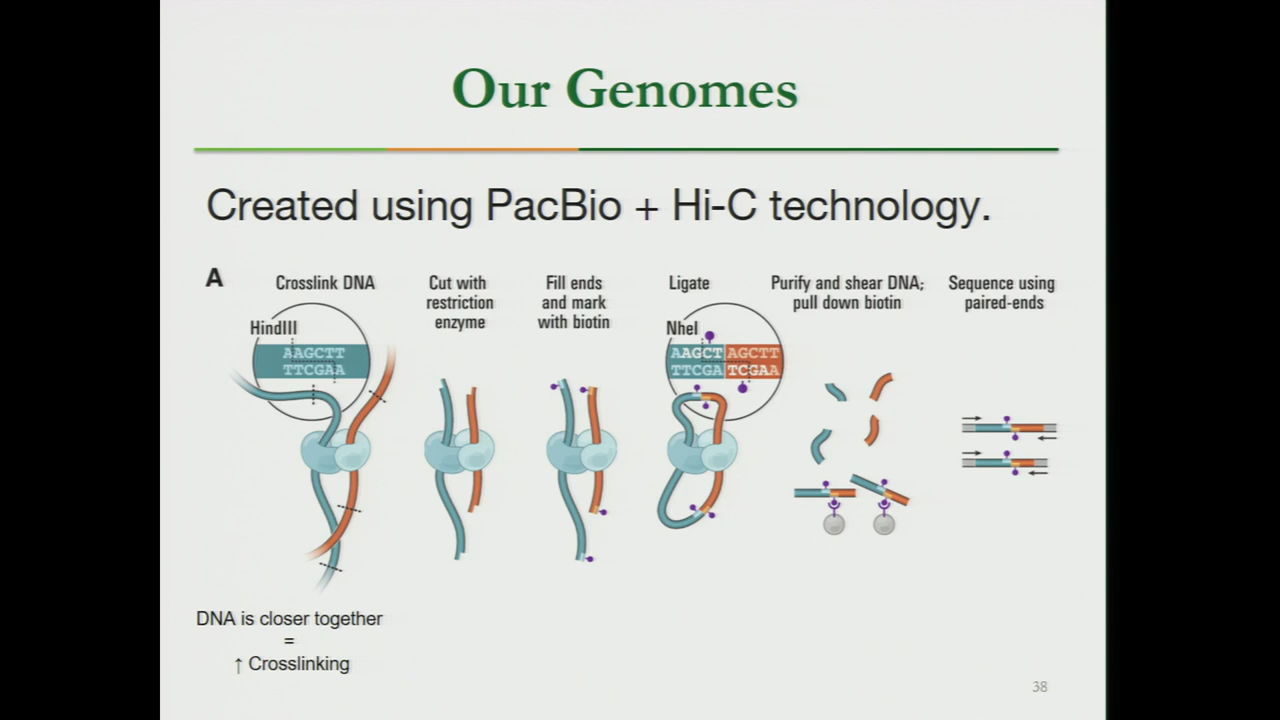 Our Genomes
Created using PacBio + Hi-C technology.
A
Crosslink DNA
HindIII
AAGCTT
TTCGAA
Cut with
restriction
enzyme
Fill ends
and mark
with biotin
Ligate
NheI
AAGCT AGCTT
TTCGA TCGAA
Purify and shear DNA;
pull down biotin
Sequence using
paired-ends
DNA is closer together
=
↑ Crosslinking
38